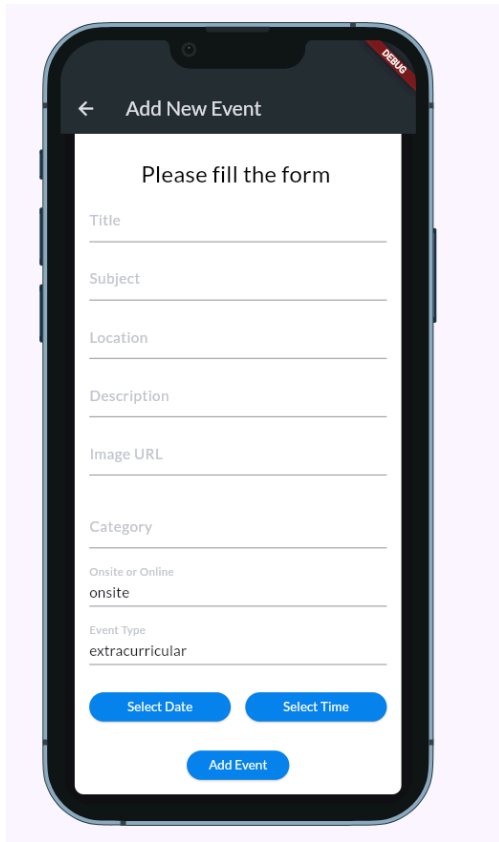 DEBUG
Add New Event
Please fill the form
Title
Subject
Location
Description
Image URL
Category
Onsite or Online
onsite
Event Type
extracurricular
Select Date Select Time
Add Event